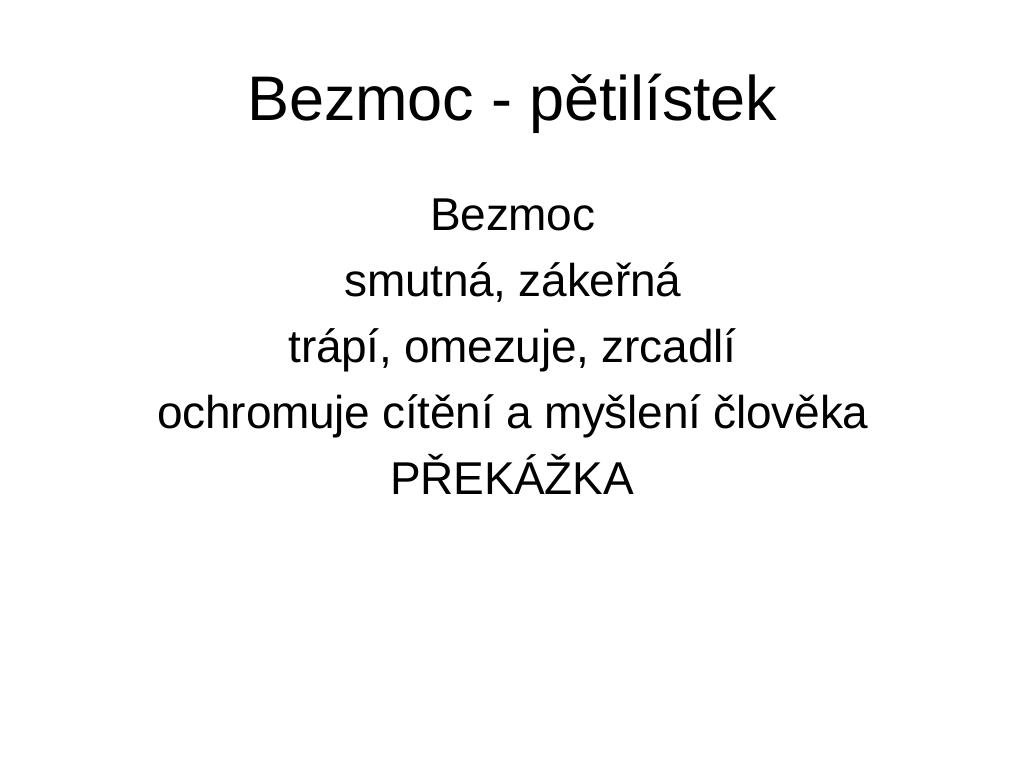 Bezmoc - pětilístek
Bezmoc
smutná, zákeřná
trápí, omezuje, zrcadlí
ochromuje cítění a myšlení člověka
PŘEKÁŽKA